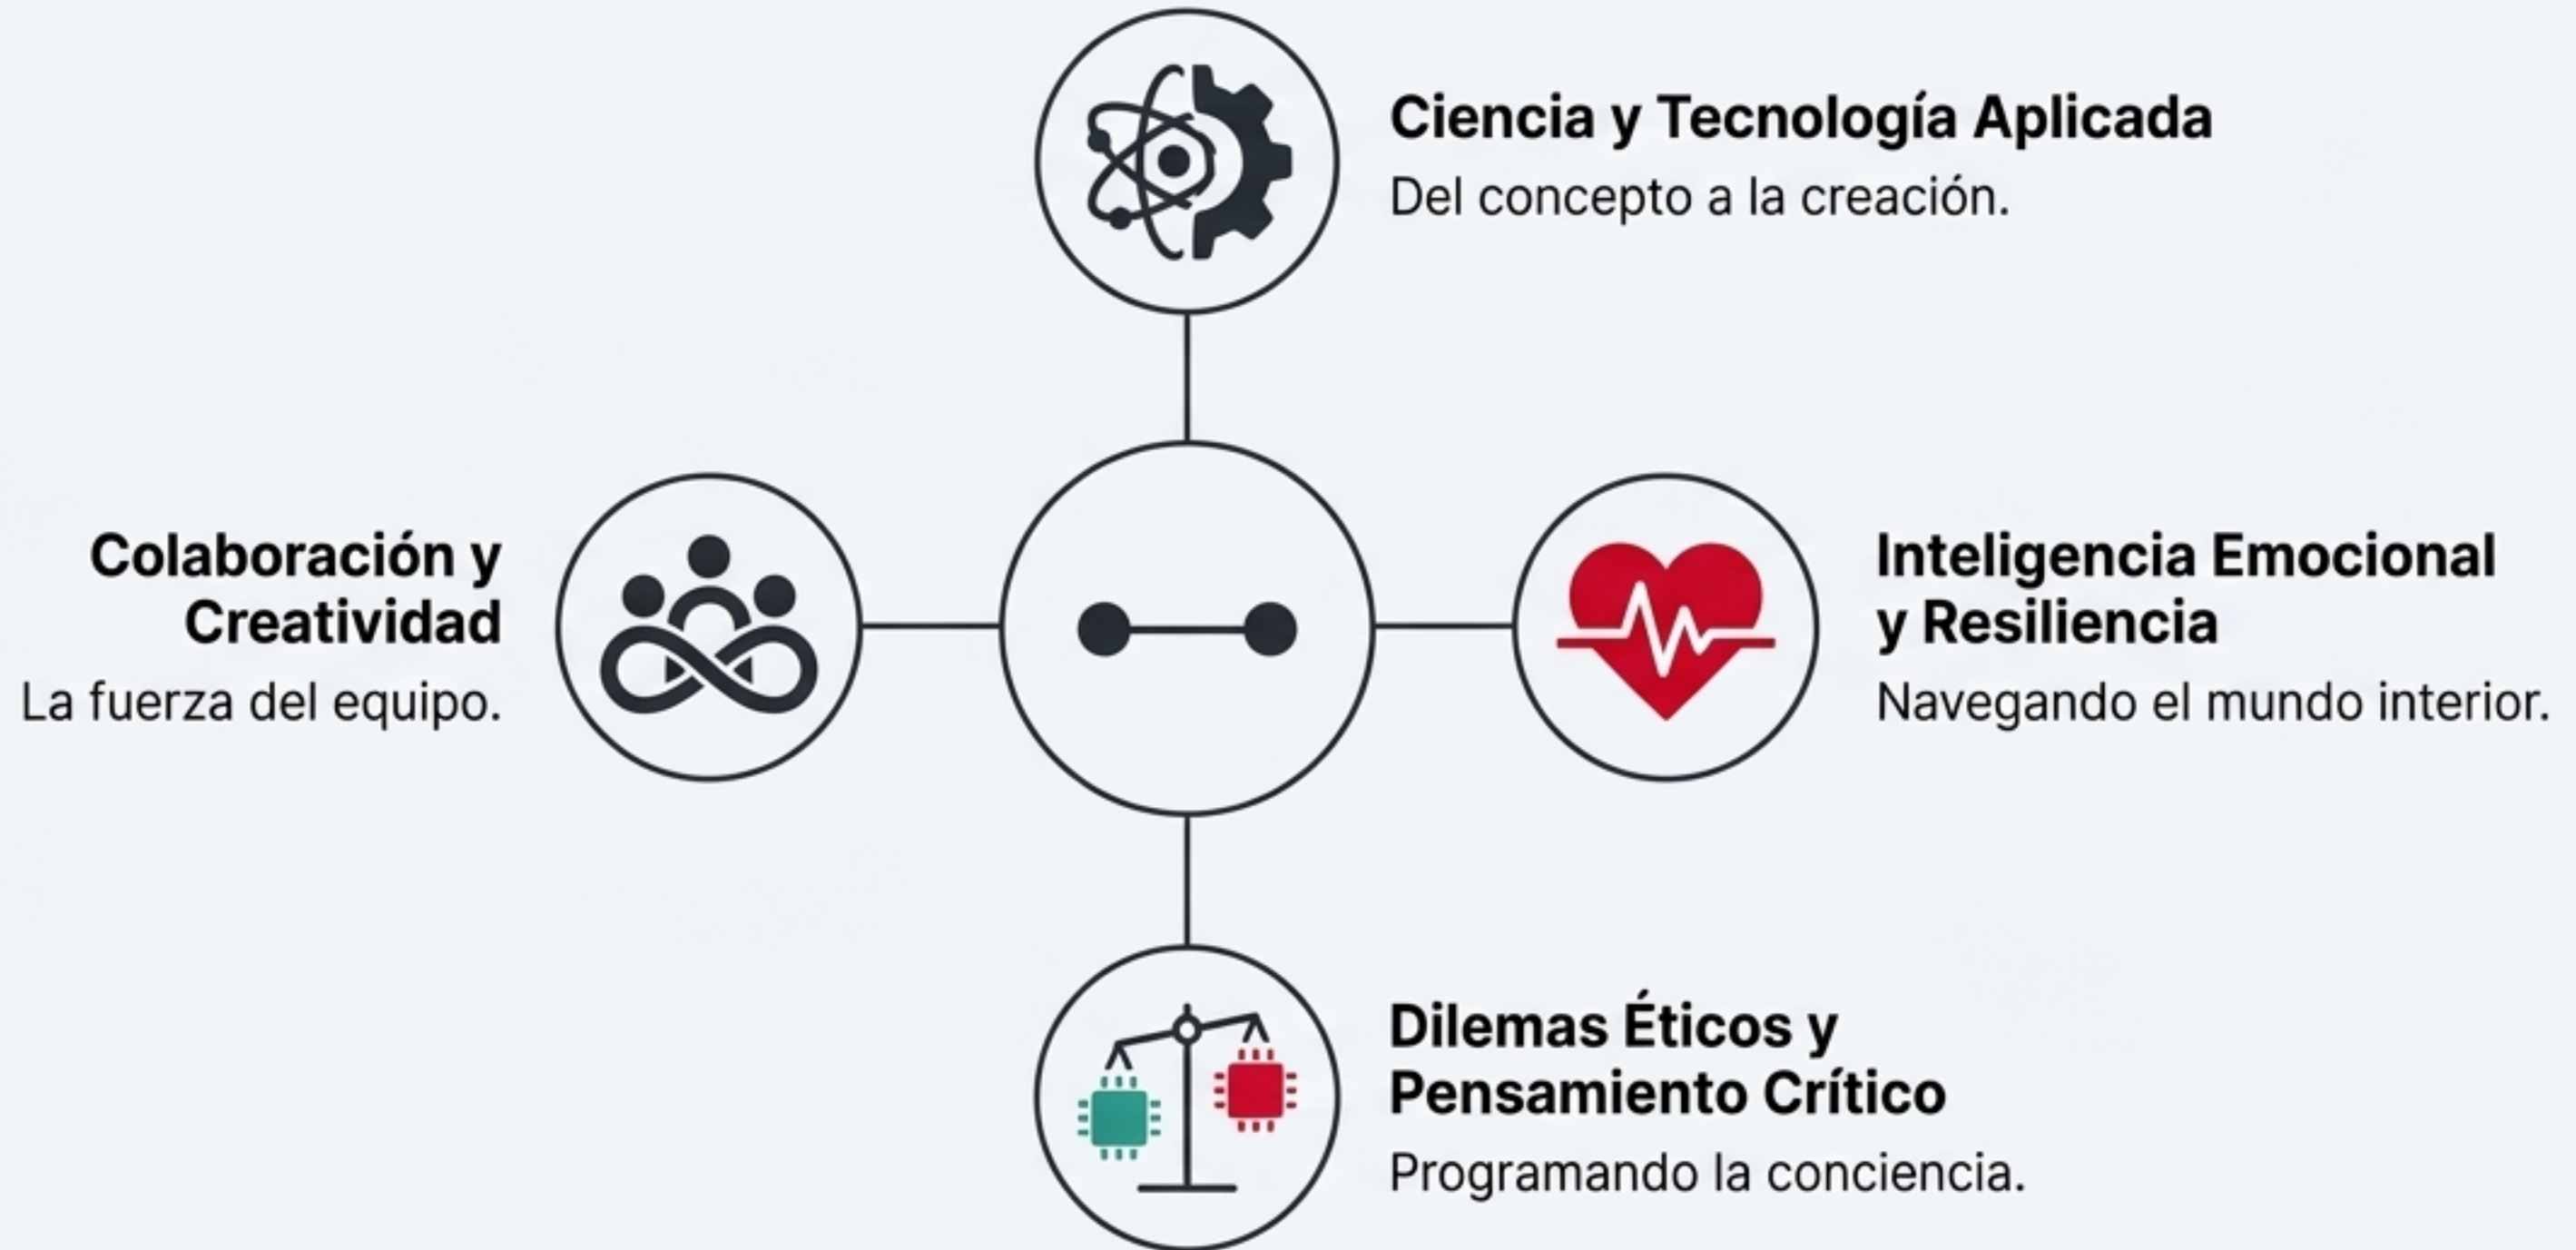 Ciencia y Tecnología Aplicada
Del concepto a la creación.
Colaboración y
Creatividad
La fuerza del equipo.
Inteligencia Emocional
y Resiliencia
Navegando el mundo interior.
Dilemas Éticos y
Pensamiento Crítico
Programando la conciencia.